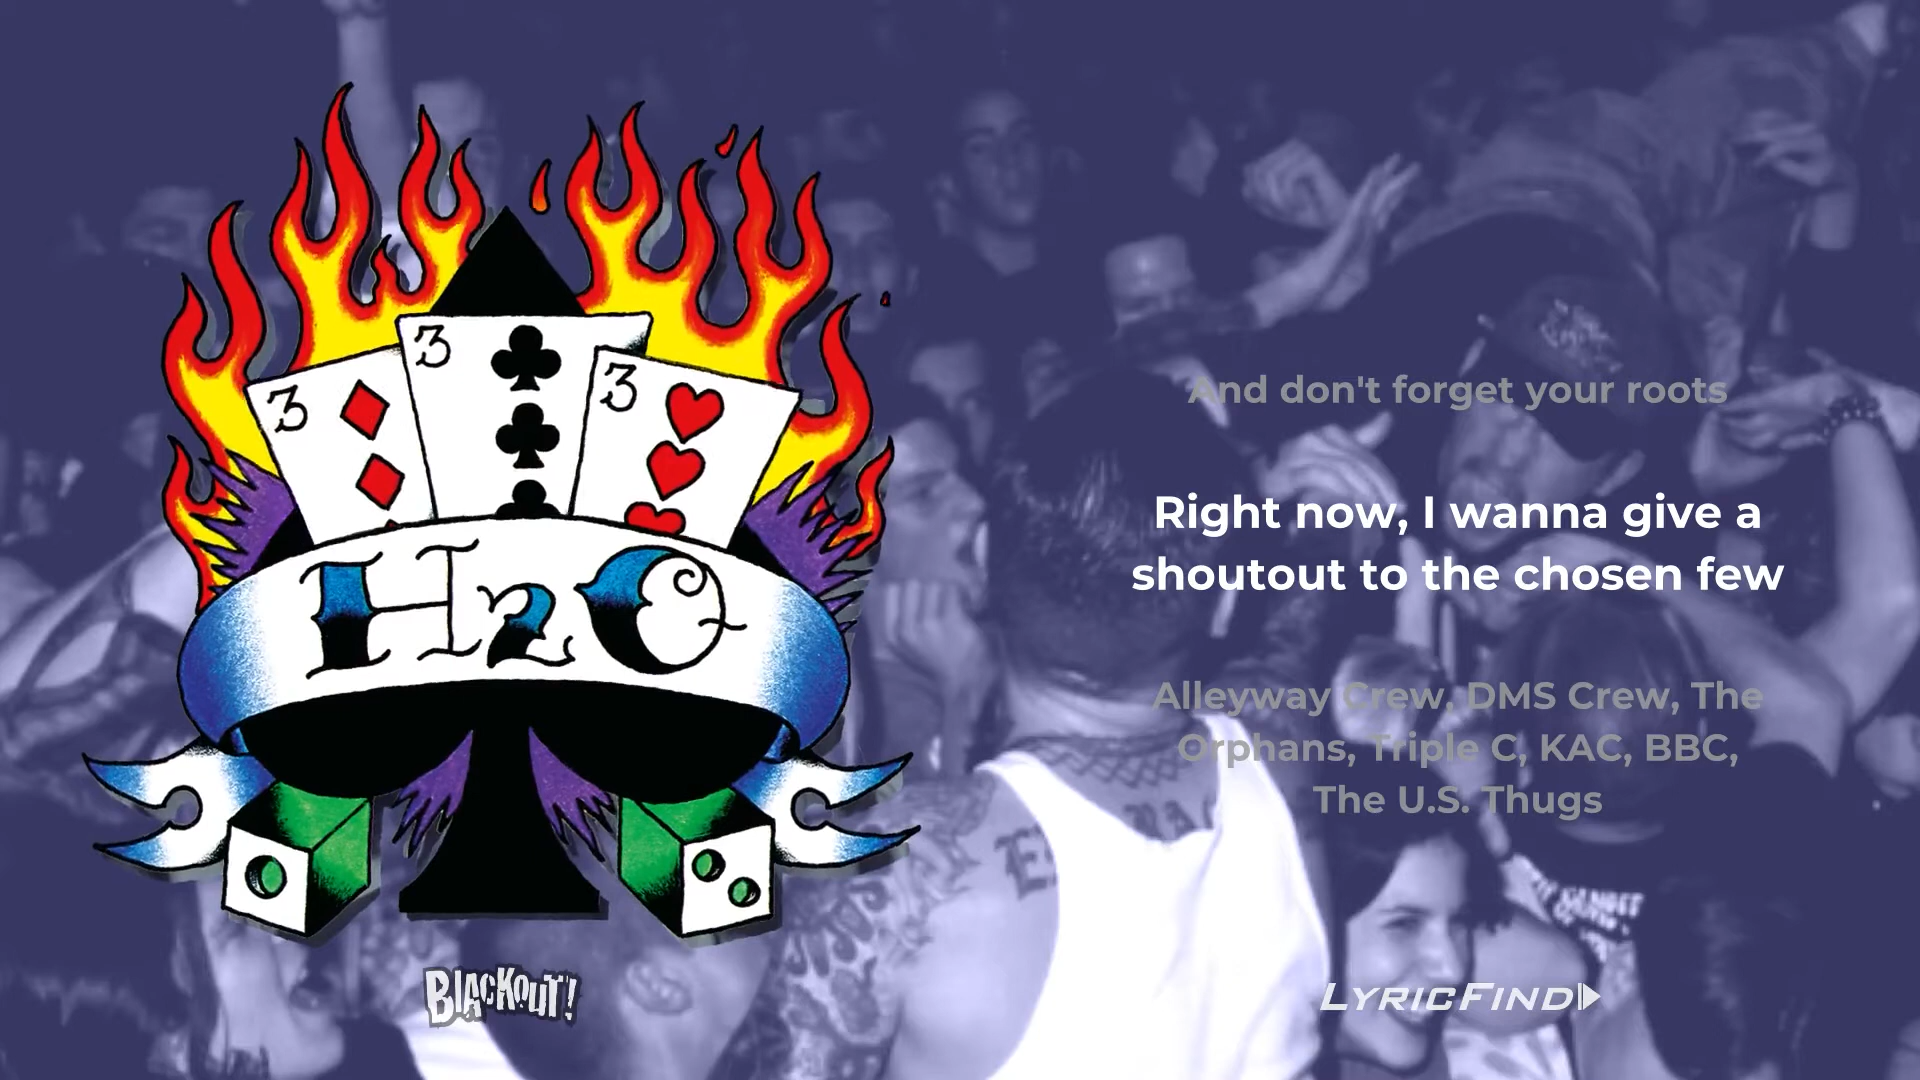 3
3
3
H2O
And don't forget your roots
Right now, I wanna give a
shoutout to the chosen few
Alleyway Crew, DMS Crew, The
Orphans, Triple C, KAC, BBC,
The U.S. Thugs
BLACKOUT!
LYRICFIND